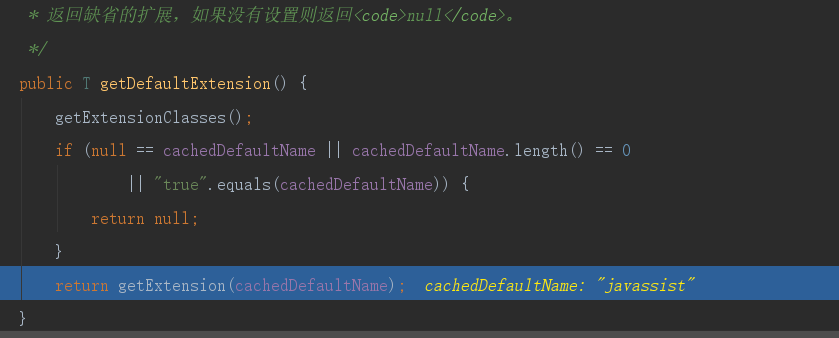 * 返回缺省的扩展，如果没有设置则返回<code>null</code>。
*/
public T getDefaultExtension() {
getExtensionClasses();
if (null == cachedDefaultName || cachedDefaultName.length() == 0
|| "true".equals(cachedDefaultName)) {
return null;
}
return getExtension(cachedDefaultName); cachedDefaultName: "javassist"
}